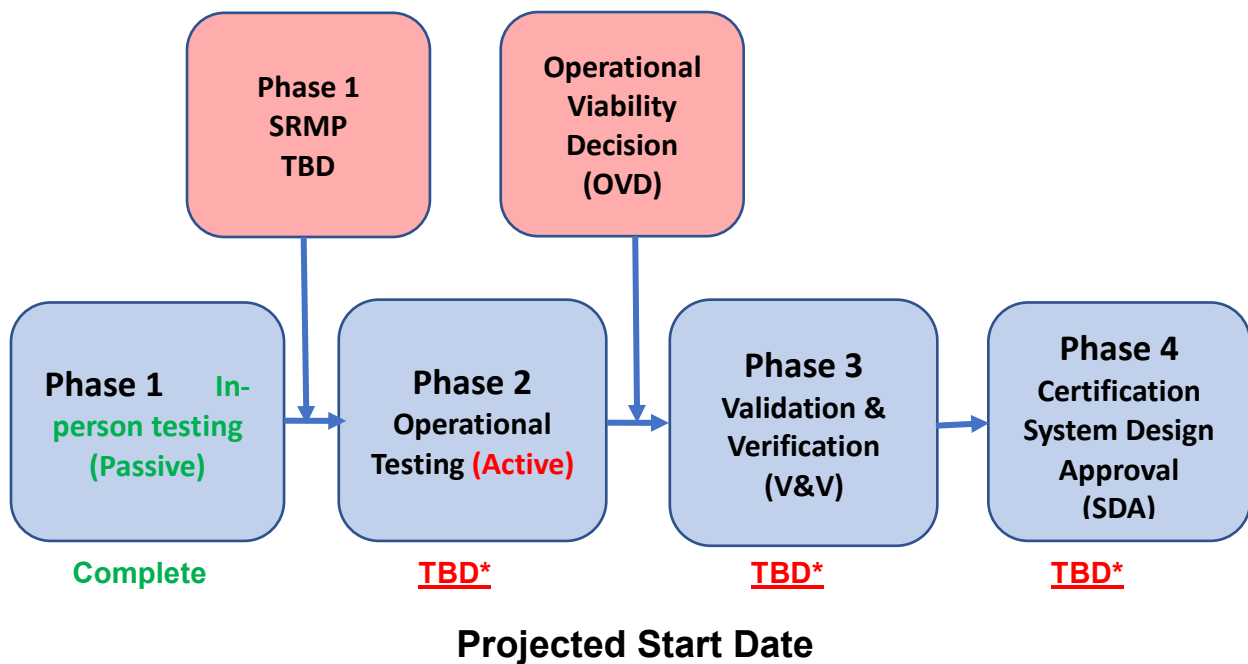 Phase 1
SRMP
TBD
Operational
Viability
Decision
(OVD)
Phase 1 In-
person testing
(Passive)
Phase 2
Operational
Testing (Active)
Phase 3
Validation &
Verification
(V&V)
Phase 4
Certification
System Design
Approval
(SDA)
Complete
TBD*
TBD*
TBD*
Projected Start Date